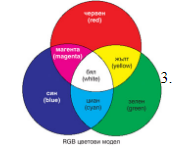 червен
(red)
магента
(magenta)
жълт
(yellow)
бял
(white)
3.
син
(blue)
циан
(cyan)
зелен
(green)
RGB цветови модел